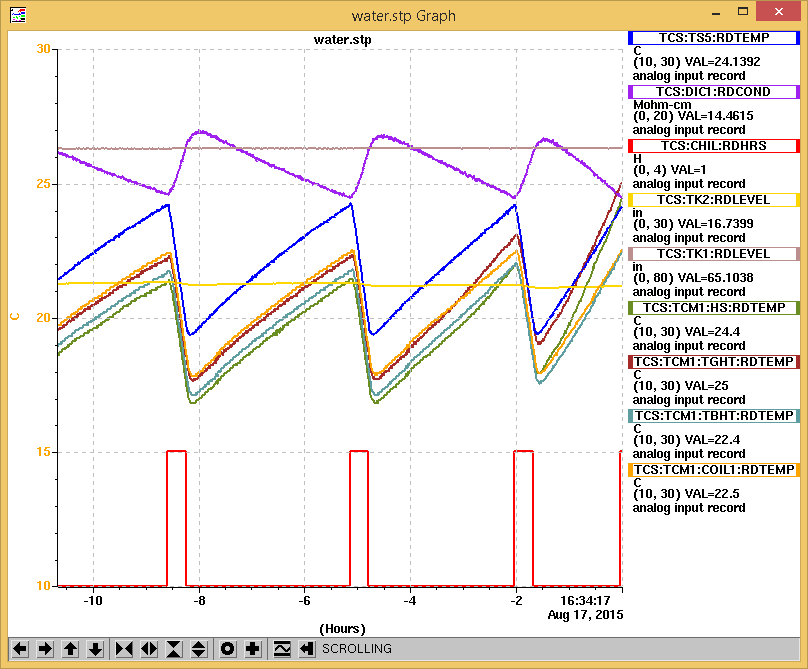 water.stp Graph
water.stp
30
25
C
20
15
10
-10
-8
-6
-4
-2
16:34:17
Aug 17, 2015
(Hours)
TCS:TS5:RDTEMP
C
(10, 30) VAL=24.1392
analog input record
TCS:DIC1:RDCOND
Mohm-cm
(0, 20) VAL=14.4615
analog input record
TCS:CHIL:RDHRS
H
(0, 4) VAL=1
analog input record
TCS:TK2:RDLEVEL
in
(0, 30) VAL=16.7399
analog input record
TCS:TK1:RDLEVEL
in
(0, 80) VAL=65.1038
analog input record
TCS:TCM1:HS:RDTEMP
C
(10, 30) VAL=24.4
analog input record
TCS:TCM1:TGHT:RDTEMP
C
(10, 30) VAL=25
analog input record
TCS:TCM1:TBHT:RDTEMP
C
(10, 30) VAL=22.4
analog input record
TCS:TCM1:COIL1:RDTEMP
C
(10, 30) VAL=22.5
analog input record
SCROLLING